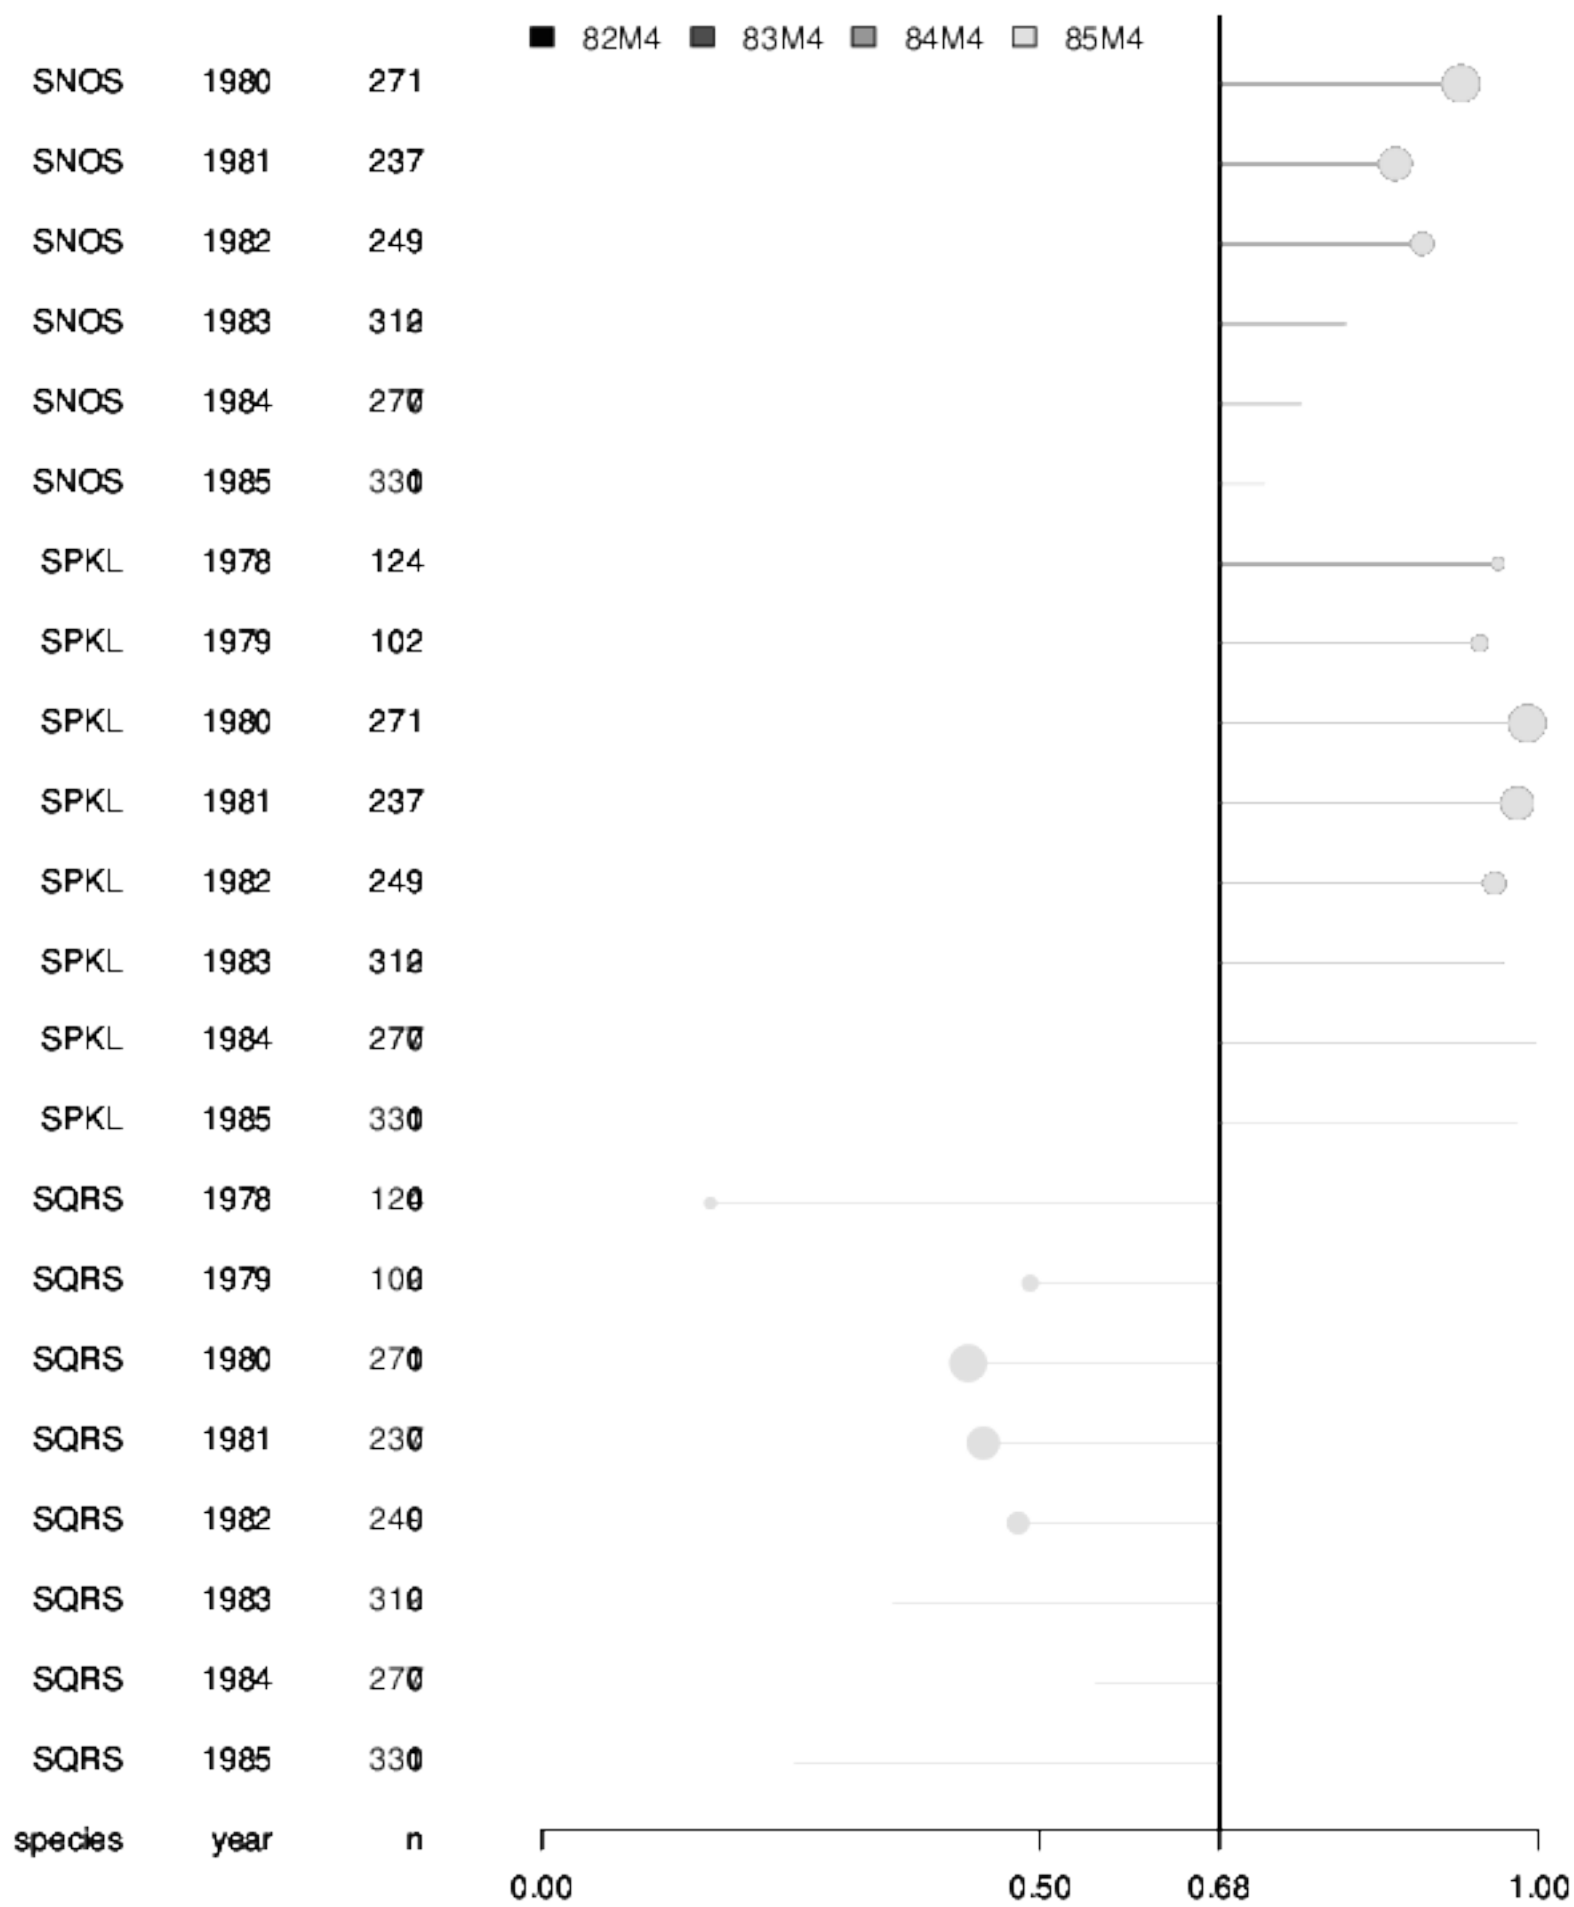 82M4 83M4 84M4 85M4
SNOS 1980 271
SNOS 1981 237
SNOS 1982 249
SNOS 1983
SNOS 1984
SNOS 1985
SPKL 1978 124
SPKL 1979 102
SPKL 1980 271
SPKL 1981 237
SPKL 1982 249
SPKL 1983
SPKL 1984
SPKL 1985
SQRS 1978
SQRS 1979
SQRS 1980
SQRS 1981
SQRS 1982
SQRS 1983
SQRS 1984
SQRS 1985
species year n
0.00 0.50 0.68 1.00